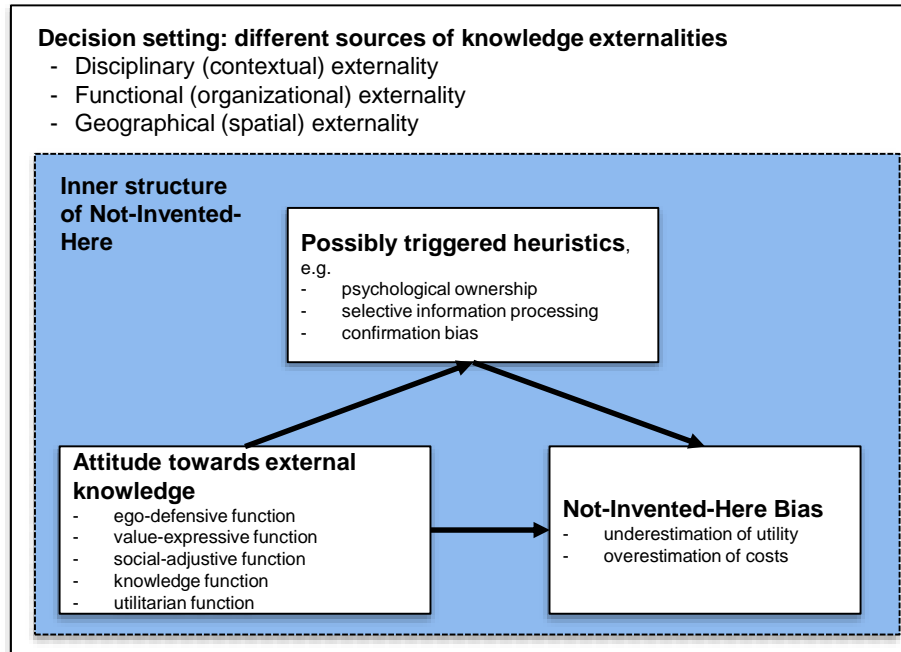 Decision setting: different sources of knowledge externalities
- Disciplinary (contextual) externality
- Functional (organizational) externality
- Geographical (spatial) externality
Inner structure
of Not-Invented-
Here
Possibly triggered heuristics,
e.g.
- psychological ownership
- selective information processing
- confirmation bias
Attitude towards external
knowledge
- ego-defensive function
- value-expressive function
- social-adjustive function
- knowledge function
- utilitarian function
Not-Invented-Here Bias
- underestimation of utility
- overestimation of costs